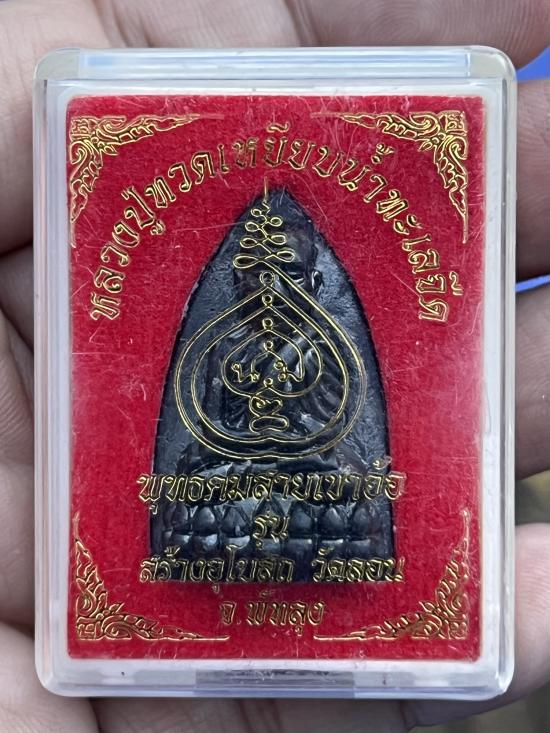 หลวงปู่ทวดเหยียบน้ำทะเลจืด
พุทธคมสายเขาอ้อ
รุ่น
สร้างอุโบสถ วัดลอน
จ.พัทลุง